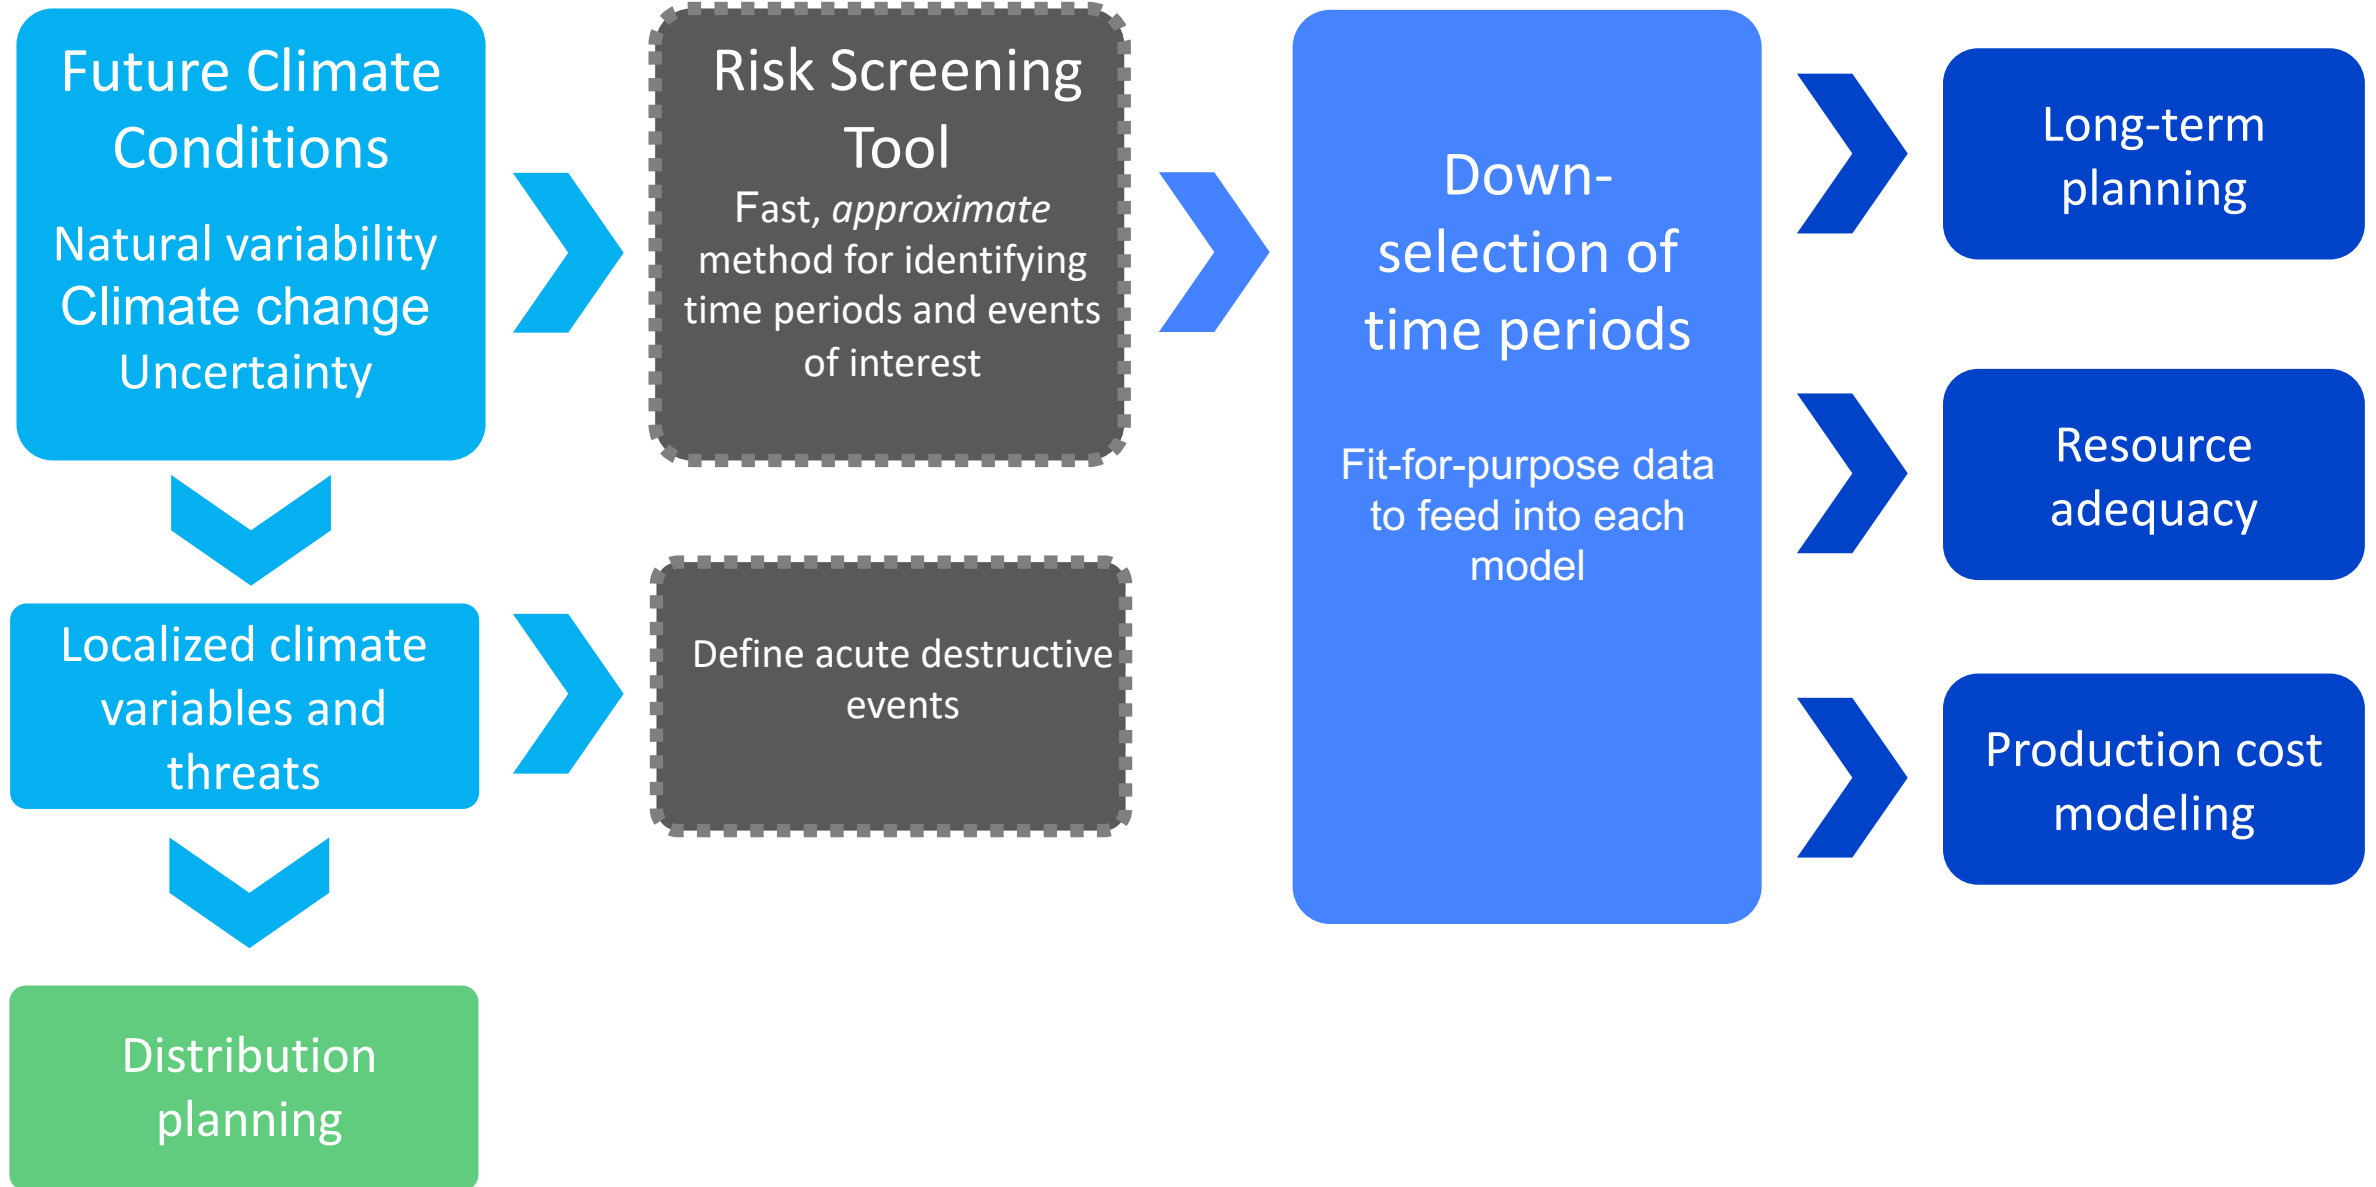 Future Climate
Conditions
Natural variability
Climate change
Uncertainty
Risk Screening
Tool
Fast, approximate
method for identifying
time periods and events
of interest
Down-
selection of
time periods
Fit-for-purpose data
to feed into each
model
Long-term
planning
Resource
adequacy
Production cost
modeling
Localized climate
variables and
threats
Define acute destructive
events
Distribution
planning